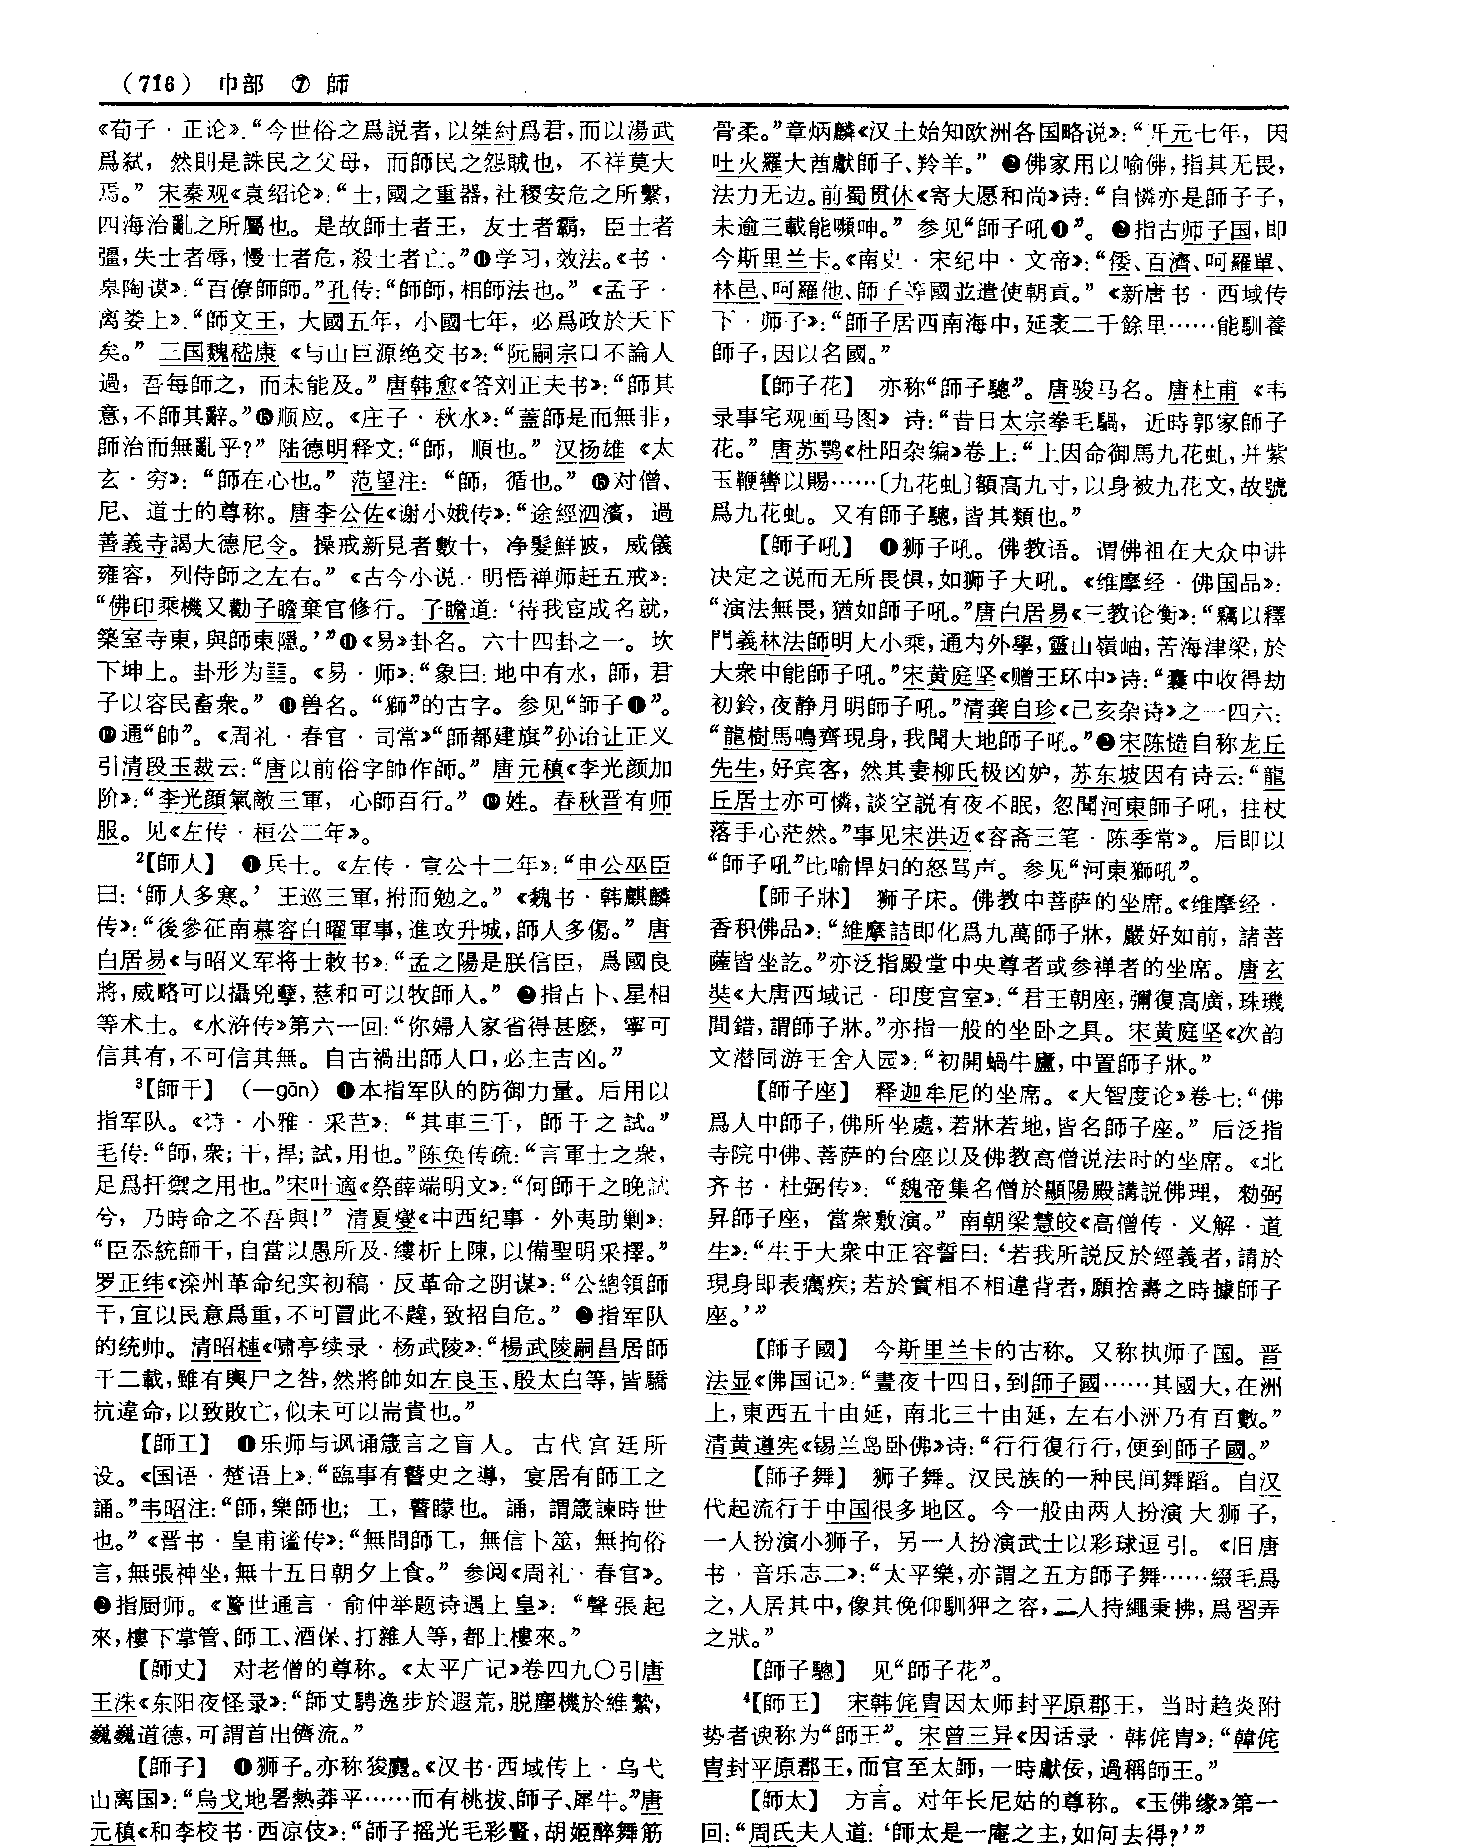 (716) 巾部 ⑦ 師
《荀子·正论》:“今世俗之爲説者,以桀紂爲君,而以湯武
爲弑,然則是誅民之父母,而師民之怨賊也,不祥莫大
焉。” 宋秦观《袁绍论》:“士,國之重器,社稷安危之所繫,
四海治亂之所屬也。是故師士者王,友士者霸,臣士者
彊,失士者辱,慢士者危,殺士者亡。”⓮学习,效法。《书·
皋陶谟》:“百僚師師。”孔传:“師師,相師法也。” 《孟子·
离娄上》:“師文王,大國五年,小國七年,必爲政於天下
矣。” 三国魏嵇康《与山巨源绝交书》:“阮嗣宗口不論人
過,吾每師之,而未能及。” 唐韩愈《答刘正夫书》:“師其
意,不師其辭。”⓯顺应。《庄子·秋水》:“蓋師是而無非,
師治而無亂乎?” 陆德明释文:“師,順也。” 汉扬雄《太
玄·穷》:“師在心也。” 范望注:“師,循也。” ⓰对僧、
尼、道士的尊称。唐李公佐《谢小娥传》:“途經泗濱,過
善義寺謁大德尼令。操戒新見者數十,净髮鮮帔,威儀
雍容,列侍師之左右。” 《古今小说·明悟禅师赶五戒》:
“佛印乘機又勸子瞻棄官修行。子瞻道:‘待我宦成名就,
築室寺東,與師東隱。’”⓱《易》卦名。六十四卦之一。坎
下坤上。卦形为䷆。《易·师》:“象曰:地中有水,師,君
子以容民畜衆。” ⓲兽名。“獅”的古字。参见“師子❶”。
⓳通“帥”。《周礼·春官·司常》“師都建旗”孙诒让正义
引清段玉裁云:“唐以前俗字帥作師。” 唐元稹《李光颜加
阶》:“李光顔氣敵三軍,心師百行。” ⓴姓。春秋晋有师
服。见《左传·桓公二年》。
²【師人】 ❶兵士。《左传·宣公十二年》:“申公巫臣
曰:‘師人多寒。’ 王巡三軍,拊而勉之。” 《魏书·韩麒麟
传》:“後參征南慕容白曜軍事,進攻升城,師人多傷。” 唐
白居易《与昭义军将士敕书》:“孟之陽是朕信臣,爲國良
將,威略可以攝兇孽,慈和可以牧師人。” ❷指占卜、星相
等术士。《水浒传》第六一回:“你婦人家省得甚麽,寧可
信其有,不可信其無。自古禍出師人口,必主吉凶。”
³【師干】 (—gān) ❶本指军队的防御力量。后用以
指军队。《诗·小雅·采芑》:“其車三千,師干之試。”
毛传:“師,衆;干,捍;試,用也。”陈奂传疏:“言軍士之衆,
足爲扞禦之用也。”宋叶適《祭薛端明文》:“何師干之晚試
兮,乃時命之不吾與!” 清夏燮《中西纪事·外夷助剿》:
“臣忝統師干,自當以愚所及,縷析上陳,以備聖明采擇。”
罗正纬《滦州革命纪实初稿·反革命之阴谋》:“公總領師
干,宜以民意爲重,不可冒此不韙,致招自危。” ❷指军队
的统帅。清昭槤《啸亭续录·杨武陵》:“楊武陵嗣昌居師
干二載,雖有輿尸之咎,然將帥如左良玉、殷太白等,皆驕
抗違命,以致敗亡,似未可以耑責也。”
【師工】 ❶乐师与讽诵箴言之盲人。古代宫廷所
设。《国语·楚语上》:“臨事有瞽史之導,宴居有師工之
誦。”韦昭注:“師,樂師也;工,瞽矇也。誦,謂箴諫時世
也。” 《晋书·皇甫谧传》:“無問師工,無信卜筮,無拘俗
言,無張神坐,無十五日朝夕上食。” 参阅《周礼·春官》。
❷指厨师。《警世通言·俞仲举题诗遇上皇》:“聲張起
來,樓下掌管、師工、酒保、打雜人等,都上樓來。”
【師丈】 对老僧的尊称。《太平广记》卷四九〇引唐
王洙《东阳夜怪录》:“師丈騁逸步於遐荒,脱塵機於維縶,
巍巍道德,可謂首出儕流。”
【師子】 ❶狮子。亦称狻麑。《汉书·西域传上·乌弋
山离国》:“烏弋地暑熱莽平……而有桃拔、師子、犀牛。”唐
元稹《和李校书·西凉伎》:“師子摇光毛彩豎,胡姬醉舞筋
骨柔。”章炳麟《汉土始知欧洲各国略说》:“开元七年,因
吐火羅大酋獻師子、羚羊。” ❷佛家用以喻佛,指其无畏,
法力无边。前蜀贯休《寄大愿和尚》诗:“自憐亦是師子子,
未逾三載能嚬呻。” 参见“師子吼❶”。 ❸指古师子国,即
今斯里兰卡。《南史·宋纪中·文帝》:“倭、百濟、呵羅單、
林邑、呵羅他、師子等國並遣使朝貢。” 《新唐书·西域传
下·师子》:“師子居西南海中,延袤二千餘里……能馴養
師子,因以名國。”
【師子花】 亦称“師子驄”。唐骏马名。唐杜甫《韦
录事宅观画马图》诗:“昔日太宗拳毛騧,近時郭家師子
花。” 唐苏鹗《杜阳杂编》卷上:“上因命御馬九花虬,并紫
玉鞭轡以賜……〔九花虬〕額高九寸,以身被九花文,故號
爲九花虬。又有師子驄,皆其類也。”
【師子吼】 ❶狮子吼。佛教语。谓佛祖在大众中讲
决定之说而无所畏惧,如狮子大吼。《维摩经·佛国品》:
“演法無畏,猶如師子吼。”唐白居易《三教论衡》:“竊以釋
門義林法師明大小乘,通内外學,靈山嶺岫,苦海津梁,於
大衆中能師子吼。”宋黄庭坚《赠王环中》诗:“囊中收得劫
初鈴,夜静月明師子吼。”清龚自珍《己亥杂诗》之一四六:
“龍樹馬鳴齊現身,我聞大地師子吼。”❷宋陈慥自称龙丘
先生,好宾客,然其妻柳氏极凶妒,苏东坡因有诗云:“龍
丘居士亦可憐,談空説有夜不眠,忽聞河東師子吼,拄杖
落手心茫然。”事见宋洪迈《容斋三笔·陈季常》。后即以
“師子吼”比喻悍妇的怒骂声。参见“河東獅吼”。
【師子牀】 狮子床。佛教中菩萨的坐席。《维摩经·
香积佛品》:“維摩詰即化爲九萬師子牀,嚴好如前,諸菩
薩皆坐訖。”亦泛指殿堂中央尊者或参禅者的坐席。唐玄
奘《大唐西域记·印度宫室》:“君王朝座,彌復高廣,珠璣
間錯,謂師子牀。”亦指一般的坐卧之具。宋黄庭坚《次韵
文潜同游王舍人园》:“初開蝸牛廬,中置師子牀。”
【師子座】 释迦牟尼的坐席。《大智度论》卷七:“佛
爲人中師子,佛所坐處,若牀若地,皆名師子座。” 后泛指
寺院中佛、菩萨的台座以及佛教高僧说法时的坐席。《北
齐书·杜弼传》:“魏帝集名僧於顯陽殿講説佛理,勑弼
昇師子座,當衆敷演。” 南朝梁慧皎《高僧传·义解·道
生》:“生于大衆中正容誓曰:‘若我所説反於經義者,請於
現身即表癘疾;若於實相不相違背者,願捨壽之時據師子
座。’”
【師子國】 今斯里兰卡的古称。又称执师子国。晋
法显《佛国记》:“晝夜十四日,到師子國……其國大,在洲
上,東西五十由延,南北三十由延,左右小洲乃有百數。”
清黄遵宪《锡兰岛卧佛》诗:“行行復行行,便到師子國。”
【師子舞】 狮子舞。汉民族的一种民间舞蹈。自汉
代起流行于中国很多地区。今一般由两人扮演大狮子,
一人扮演小狮子,另一人扮演武士以彩球逗引。《旧唐
书·音乐志二》:“太平樂,亦謂之五方師子舞……綴毛爲
之,人居其中,像其俛仰馴狎之容,二人持繩秉拂,爲習弄
之狀。”
【師子驄】 见“師子花”。
⁴【師王】 宋韩侂胄因太师封平原郡王,当时趋炎附
势者谀称为“師王”。宋曾三异《因话录·韩侂胄》:“韓侂
胄封平原郡王,而官至太師,一時獻佞,過稱師王。”
【師太】 方言。对年长尼姑的尊称。《玉佛缘》第一
回:“周氏夫人道:‘師太是一庵之主,如何去得?’”